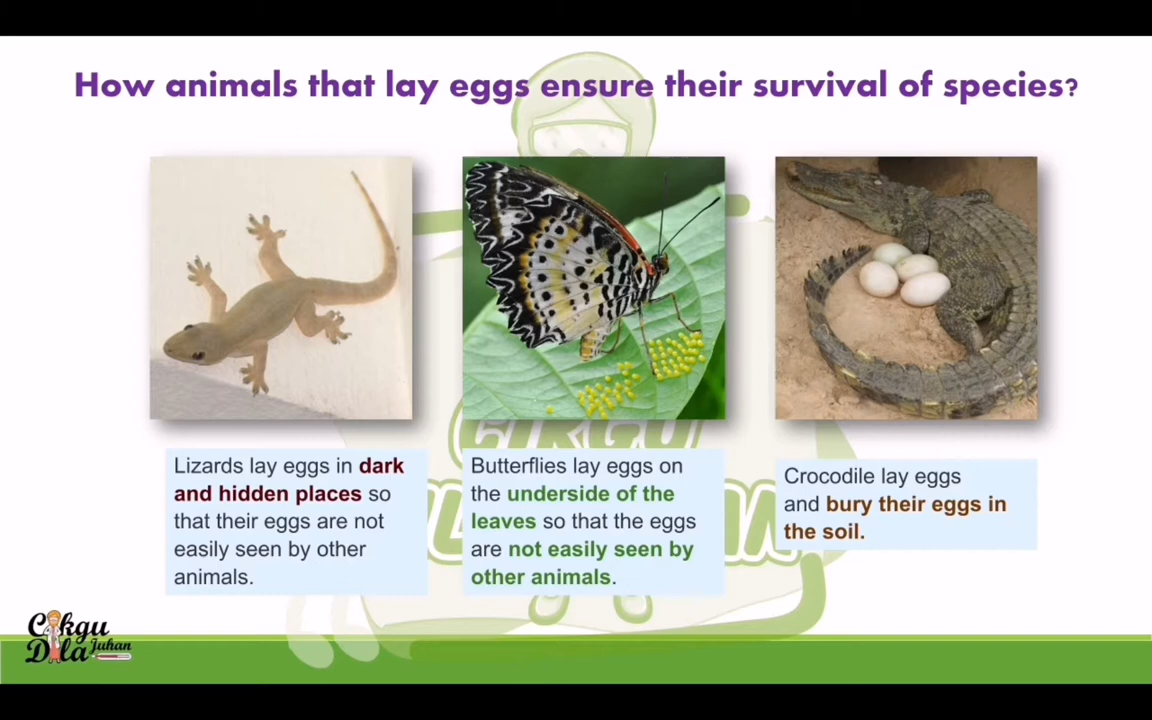 How animals that lay eggs ensure their survival of species?
Lizards lay eggs in dark
and hidden places so
that their eggs are not
easily seen by other
animals.
Butterflies lay eggs on
the underside of the
leaves so that the eggs
are not easily seen by
other animals.
Crocodile lay eggs
and bury their eggs in
the soil.
CIKGU
Cikgu
Dila Juhan